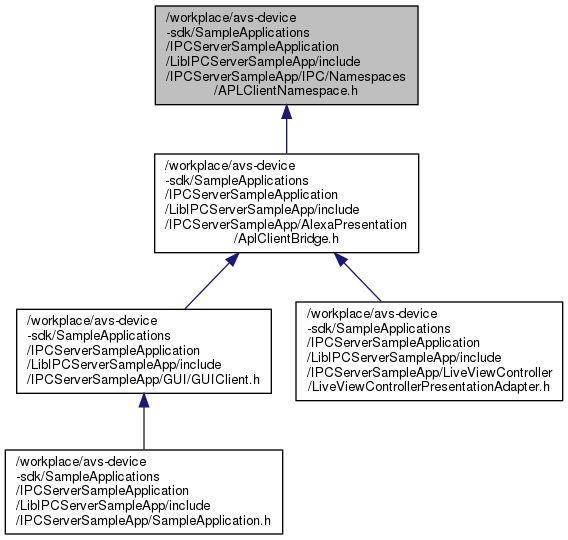 /workplace/avs-device
-sdk/SampleApplications
/IPCServerSampleApplication
/LibIPCServerSampleApp/include
/IPCServerSampleApp/IPC/Namespaces
/APLClientNamespace.h
/workplace/avs-device
-sdk/SampleApplications
/IPCServerSampleApplication
/LibIPCServerSampleApp/include
/IPCServerSampleApp/AlexaPresentation
/AplClientBridge.h
/workplace/avs-device
-sdk/SampleApplications
/IPCServerSampleApplication
/LibIPCServerSampleApp/include
/IPCServerSampleApp/GUI/GUIClient.h
/workplace/avs-device
-sdk/SampleApplications
/IPCServerSampleApplication
/LibIPCServerSampleApp/include
/IPCServerSampleApp/LiveViewController
/LiveViewControllerPresentationAdapter.h
/workplace/avs-device
-sdk/SampleApplications
/IPCServerSampleApplication
/LibIPCServerSampleApp/include
/IPCServerSampleApp/SampleApplication.h